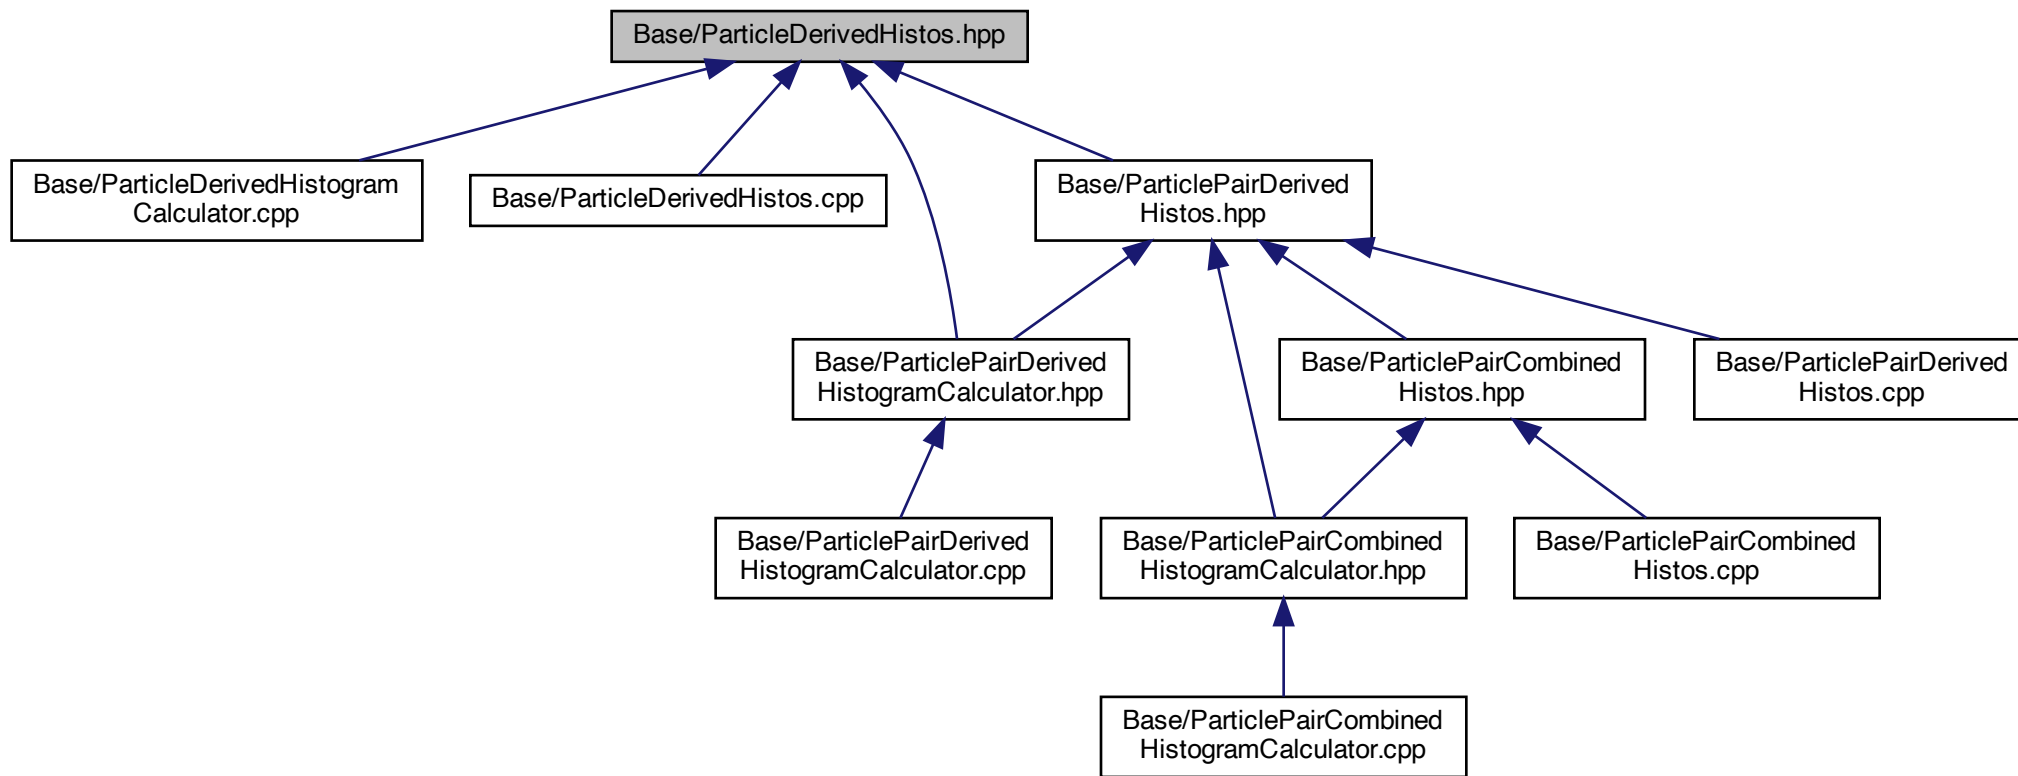 Base/ParticleDerivedHistos.hpp
Base/ParticleDerivedHistogram
Calculator.cpp
Base/ParticleDerivedHistos.cpp
Base/ParticlePairDerived
Histos.hpp
Base/ParticlePairDerived
HistogramCalculator.hpp
Base/ParticlePairCombined
Histos.hpp
Base/ParticlePairDerived
Histos.cpp
Base/ParticlePairDerived
HistogramCalculator.cpp
Base/ParticlePairCombined
HistogramCalculator.hpp
Base/ParticlePairCombined
Histos.cpp
Base/ParticlePairCombined
HistogramCalculator.cpp